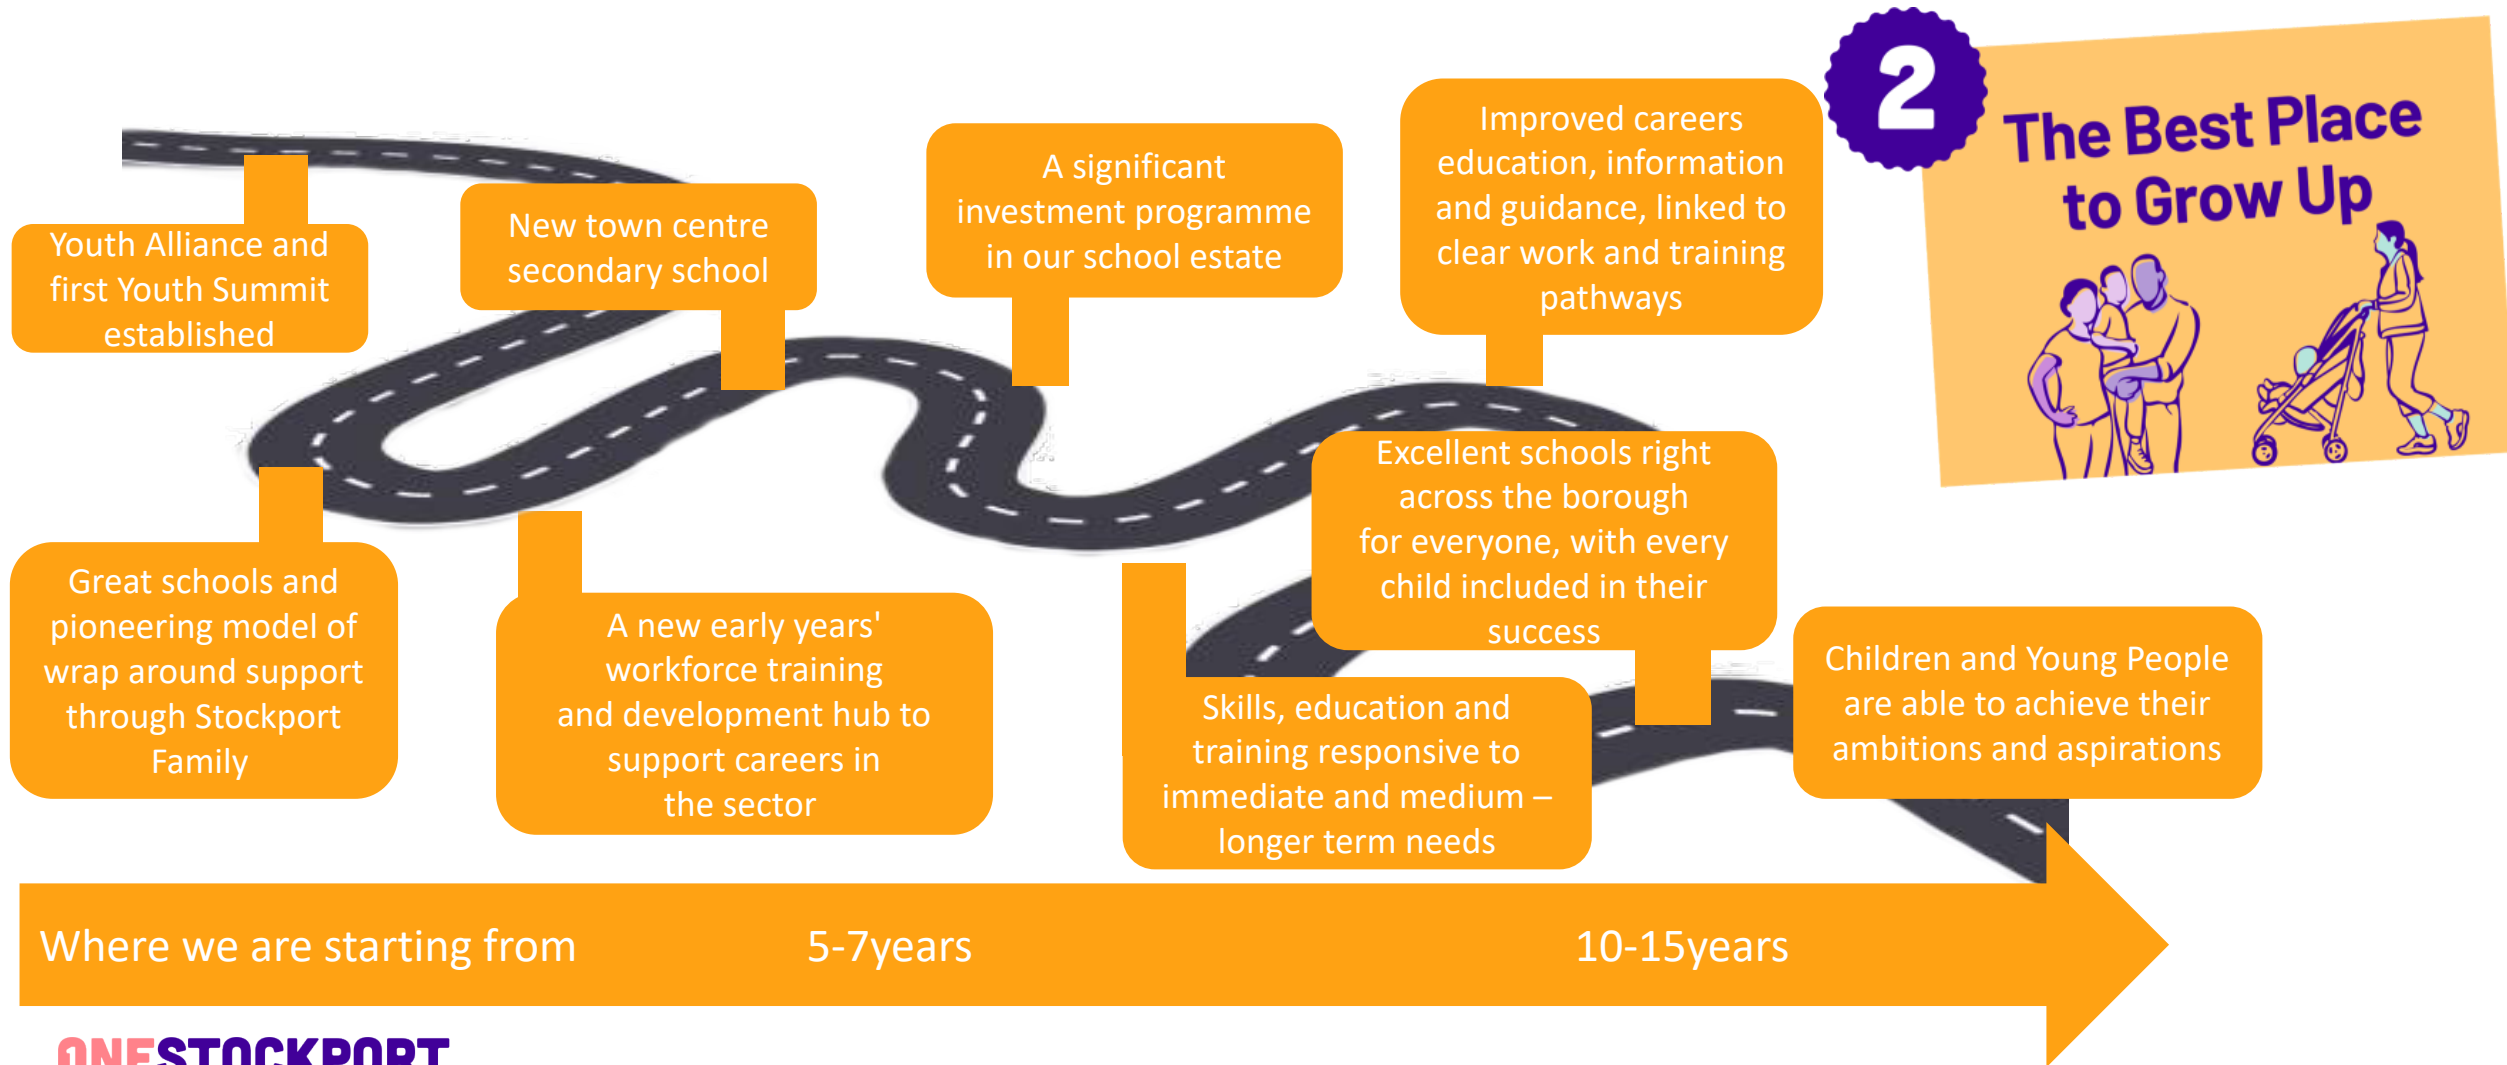 2
The Best Place
to Grow Up
Youth Alliance and
first Youth Summit
established
New town centre
secondary school
A significant
investment programme
in our school estate
Improved careers
education, information
and guidance, linked to
clear work and training
pathways
Great schools and
pioneering model of
wrap around support
through Stockport
Family
A new early years'
workforce training
and development hub to
support careers in
the sector
Skills, education and
training responsive to
immediate and medium –
longer term needs
Excellent schools right
across the borough
for everyone, with every
child included in their
success
Children and Young People
are able to achieve their
ambitions and aspirations
Where we are starting from
5-7years
10-15years
ONESTOCKPORT